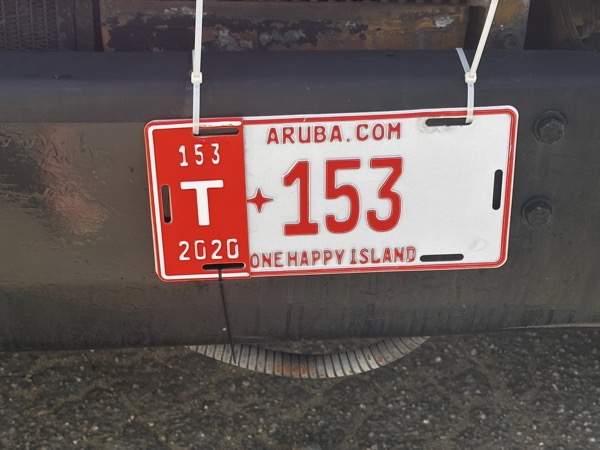 153
T
2020
ARUBA.COM
153
ONE HAPPY ISLAND